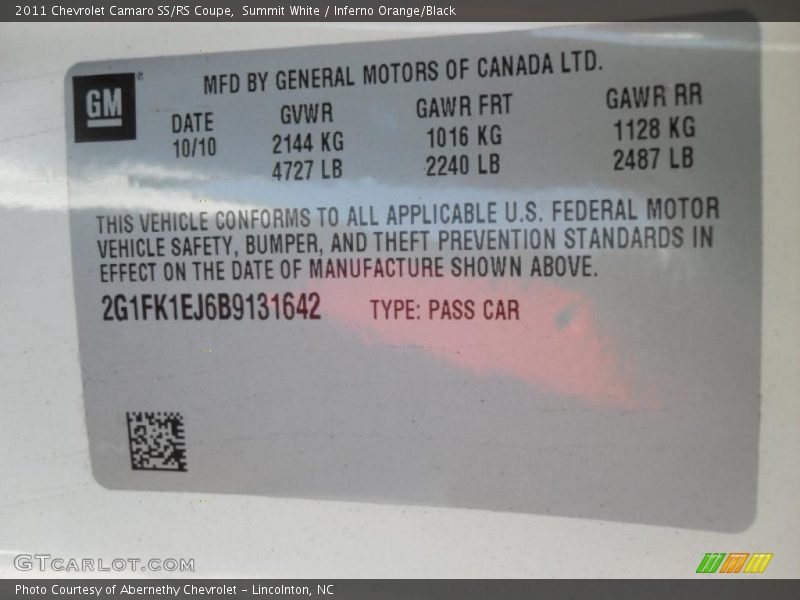 2011 Chevrolet Camaro SS/RS Coupe, Summit White / Inferno Orange/Black
GM ®
MFD BY GENERAL MOTORS OF CANADA LTD.
DATE GVWR GAWR FRT GAWR RR
10/10 2144 KG 1016 KG 1128 KG
4727 LB 2240 LB 2487 LB
THIS VEHICLE CONFORMS TO ALL APPLICABLE U.S. FEDERAL MOTOR
VEHICLE SAFETY, BUMPER, AND THEFT PREVENTION STANDARDS IN
EFFECT ON THE DATE OF MANUFACTURE SHOWN ABOVE.
2G1FK1EJ6B9131642 TYPE: PASS CAR
GTCARLOT.COM
Photo Courtesy of Abernethy Chevrolet - Lincolnton, NC